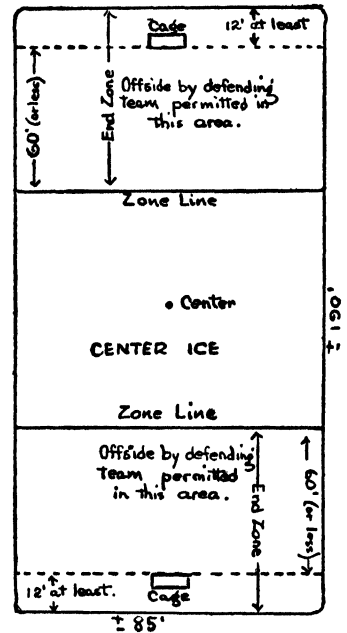 Cage
12' at least
60' (or less)
End Zone
Offside by defending
team permitted in
this area.
Zone Line
Center
CENTER ICE
± 190'
Zone Line
Offside by defending
team permitted
in this area.
End Zone
60' (or less)
12' at least.
Cage
± 85'